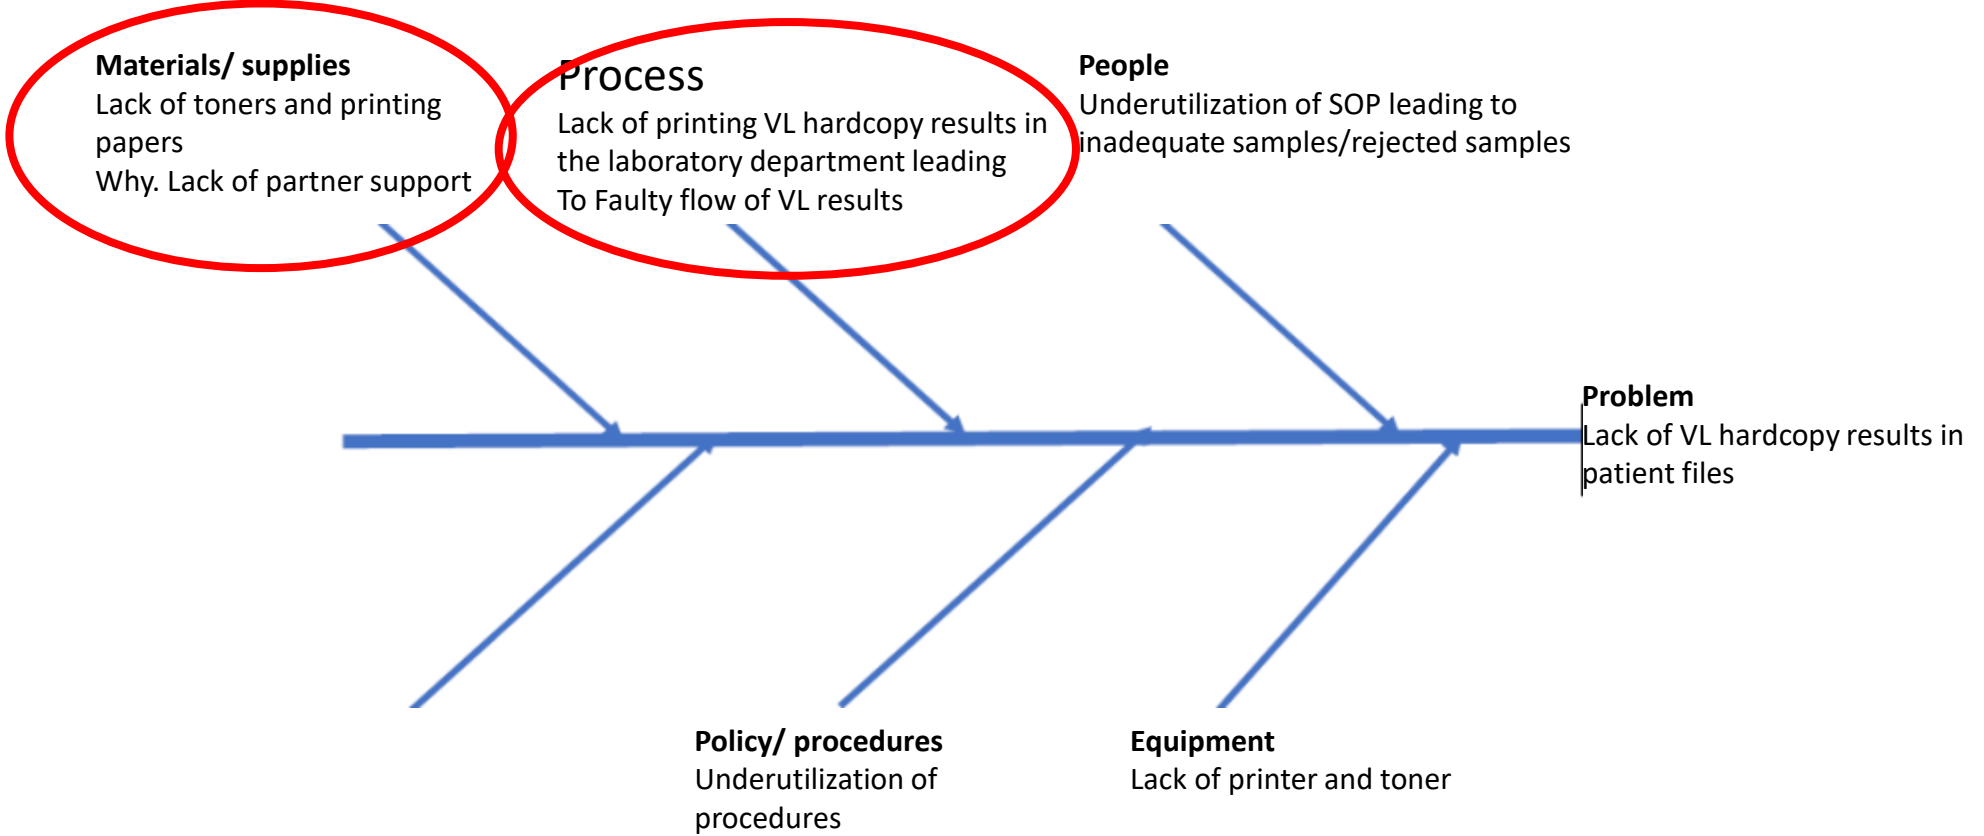 Materials/ supplies
Lack of toners and printing
papers
Why. Lack of partner support
Process
Lack of printing VL hardcopy results in
the laboratory department leading
To Faulty flow of VL results
People
Underutilization of SOP leading to
inadequate samples/rejected samples
Problem
Lack of VL hardcopy results in
patient files
Policy/ procedures
Underutilization of
procedures
Equipment
Lack of printer and toner